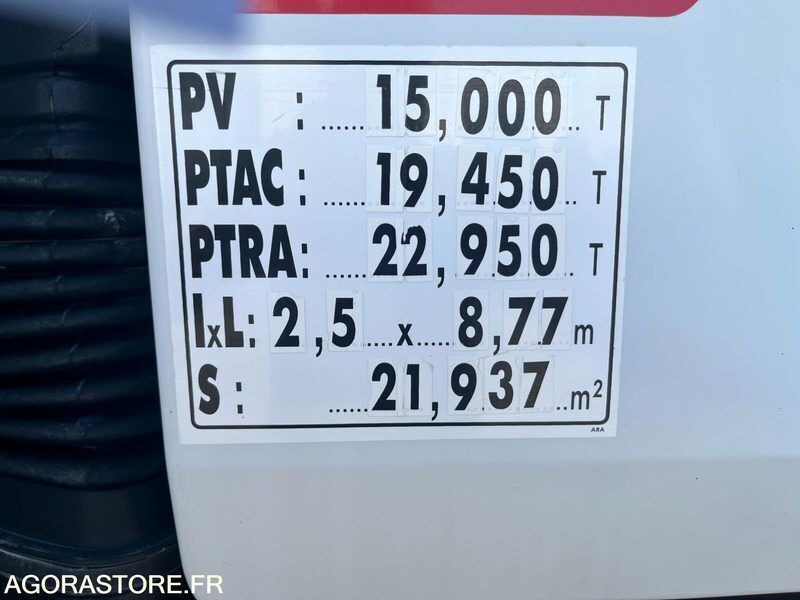 PV : ...... 15,000.. T
PTAC : ...... 19,450 T
PTRA : ...... 22,950.. T
lxL: 2,5....x..... 8,77 m
S : ...... 21,937...m²
ARA
AGORASTORE.FR